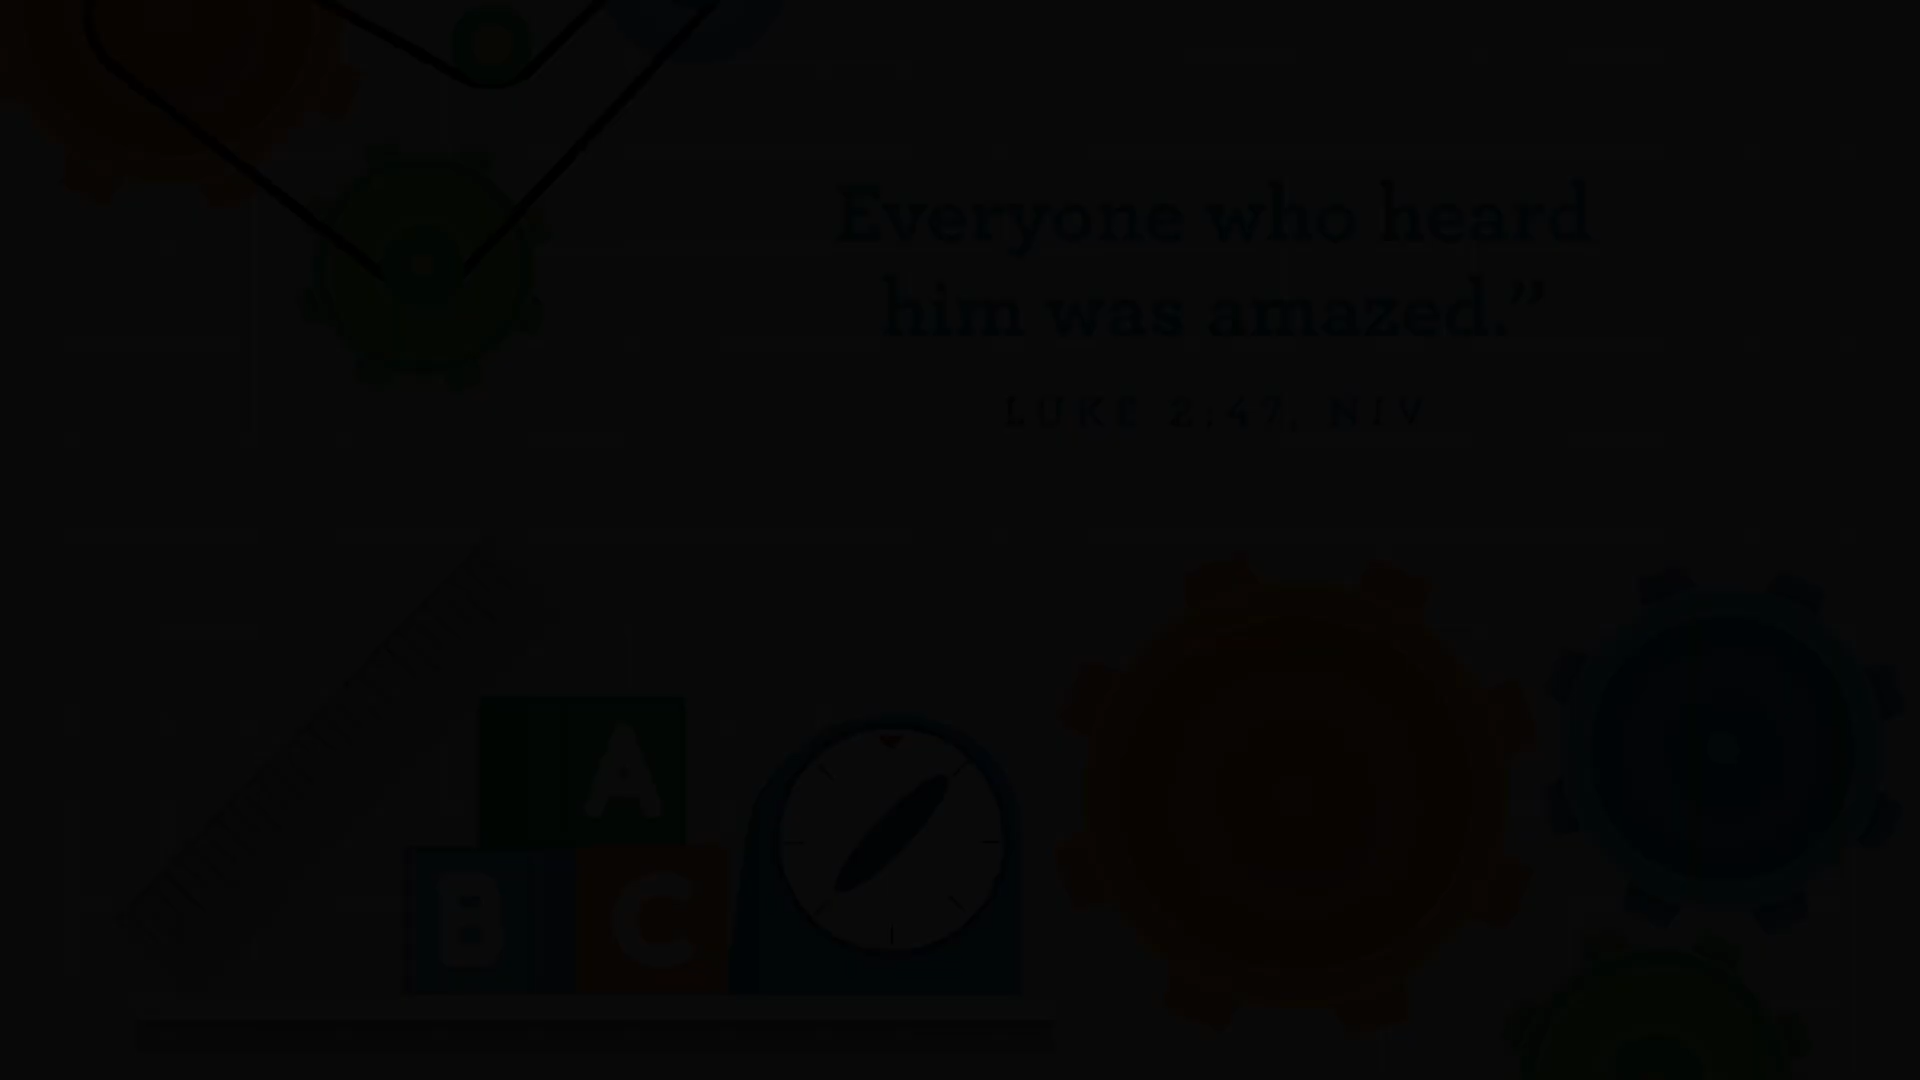 Everyone who heard
him was amazed.”
LUKE 2:47, NIV
A
B C